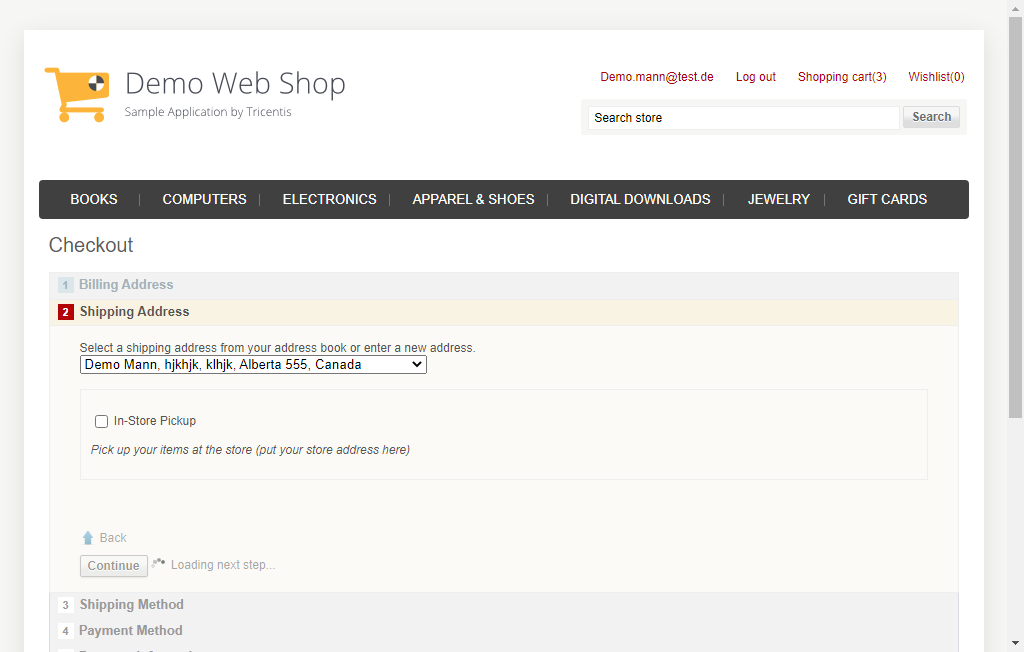 Demo Web Shop
Sample Application by Tricentis
Demo.mann@test.de Log out Shopping cart(3) Wishlist(0)
Search store Search
BOOKS COMPUTERS ELECTRONICS APPAREL & SHOES DIGITAL DOWNLOADS JEWELRY GIFT CARDS
Checkout
1 Billing Address
2 Shipping Address
Select a shipping address from your address book or enter a new address.
Demo Mann, hjkhjk, klhjk, Alberta 555, Canada
In-Store Pickup
Pick up your items at the store (put your store address here)
Back
Continue Loading next step...
3 Shipping Method
4 Payment Method